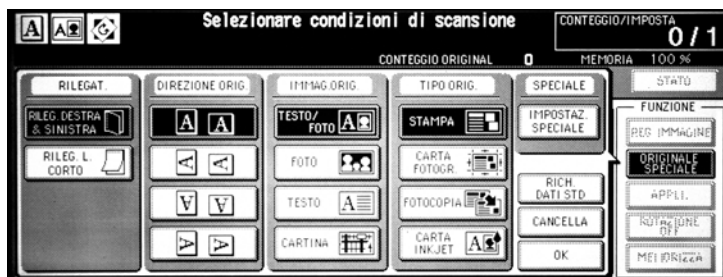 Selezionare condizioni di scansione
CONTEGGIO/IMPOSTA
0/1
CONTEGGIO ORIGINAL 0 MEMORIA 100 %
RILEGAT.
RILEG. DESTRA
& SINISTRA
RILEG. L.
CORTO
DIREZIONE ORIG.
IMMAG.ORIG.
TESTO/
FOTO
FOTO
TESTO
CARTINA
TIPO ORIG.
STAMPA
CARTA
FOTOGR.
FOTOCOPIA
CARTA
INKJET
SPECIALE
IMPOSTAZ.
SPECIALE
RICH
DATI STD
CANCELLA
OK
STATO
FUNZIONE
REG IMMAGINE
ORIGINALE
SPECIALE
APPLI.
ROTAZIONE
OFF
MEMORIZZA